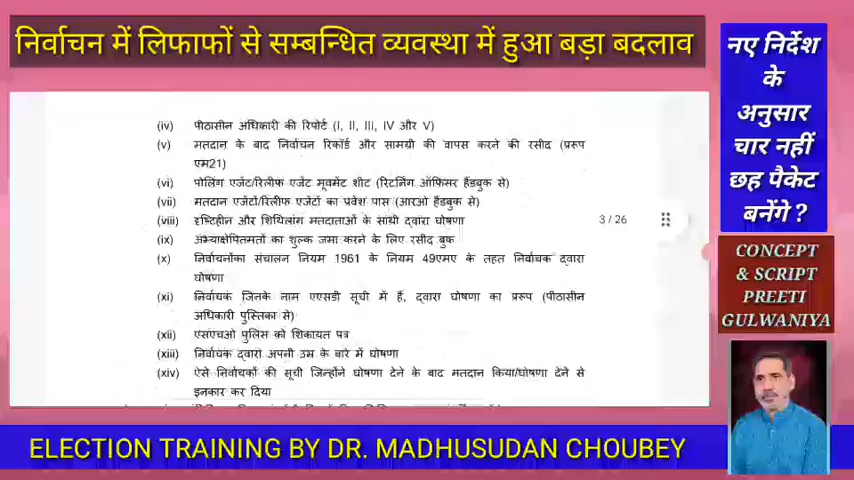 निर्वाचन में लिफाफों से सम्बन्धित व्यवस्था में हुआ बड़ा बदलाव
(iv) पीठासीन अधिकारी की रिपोर्ट (I, II, III, IV और V)
(v) मतदान के बाद निर्वाचन रिकॉर्ड और सामग्री की वापस करने की रसीद (प्ररूप
एम21)
(vi) पोलिंग एजेंट/रिलीफ एजेंट मूवमेंट शीट (रिटर्निंग ऑफिसर हैंडबुक से)
(vii) मतदान एजेंटों/रिलीफ एजेंटों का प्रवेश पास (आरओ हैंडबुक से)
(viii) दृष्टिहीन और शिथिलांग मतदाताओं के साथी द्वारा घोषणा
(ix) अभ्याक्षेपितमतों का शुल्क जमा करने के लिए रसीद बुक
(x) निर्वाचनोंका संचालन नियम 1961 के नियम 49एमए के तहत निर्वाचक द्वारा
घोषणा
(xi) निर्वाचक जिनके नाम एएसडी सूची में हैं, द्वारा घोषणा का प्ररूप (पीठासीन
अधिकारी पुस्तिका से)
(xii) एसएचओ पुलिस को शिकायत पत्र
(xiii) निर्वाचक द्वारा अपनी उम्र के बारे में घोषणा
(xiv) ऐसे निर्वाचकों की सूची जिन्होंने घोषणा देने के बाद मतदान किया/घोषणा देने से
इनकार कर दिया
3 / 26
नए निर्देश
के
अनुसार
चार नहीं
छह पैकेट
बनेंगे ?
CONCEPT
& SCRIPT
PREETI
GULWANIYA
ELECTION TRAINING BY DR. MADHUSUDAN CHOUBEY